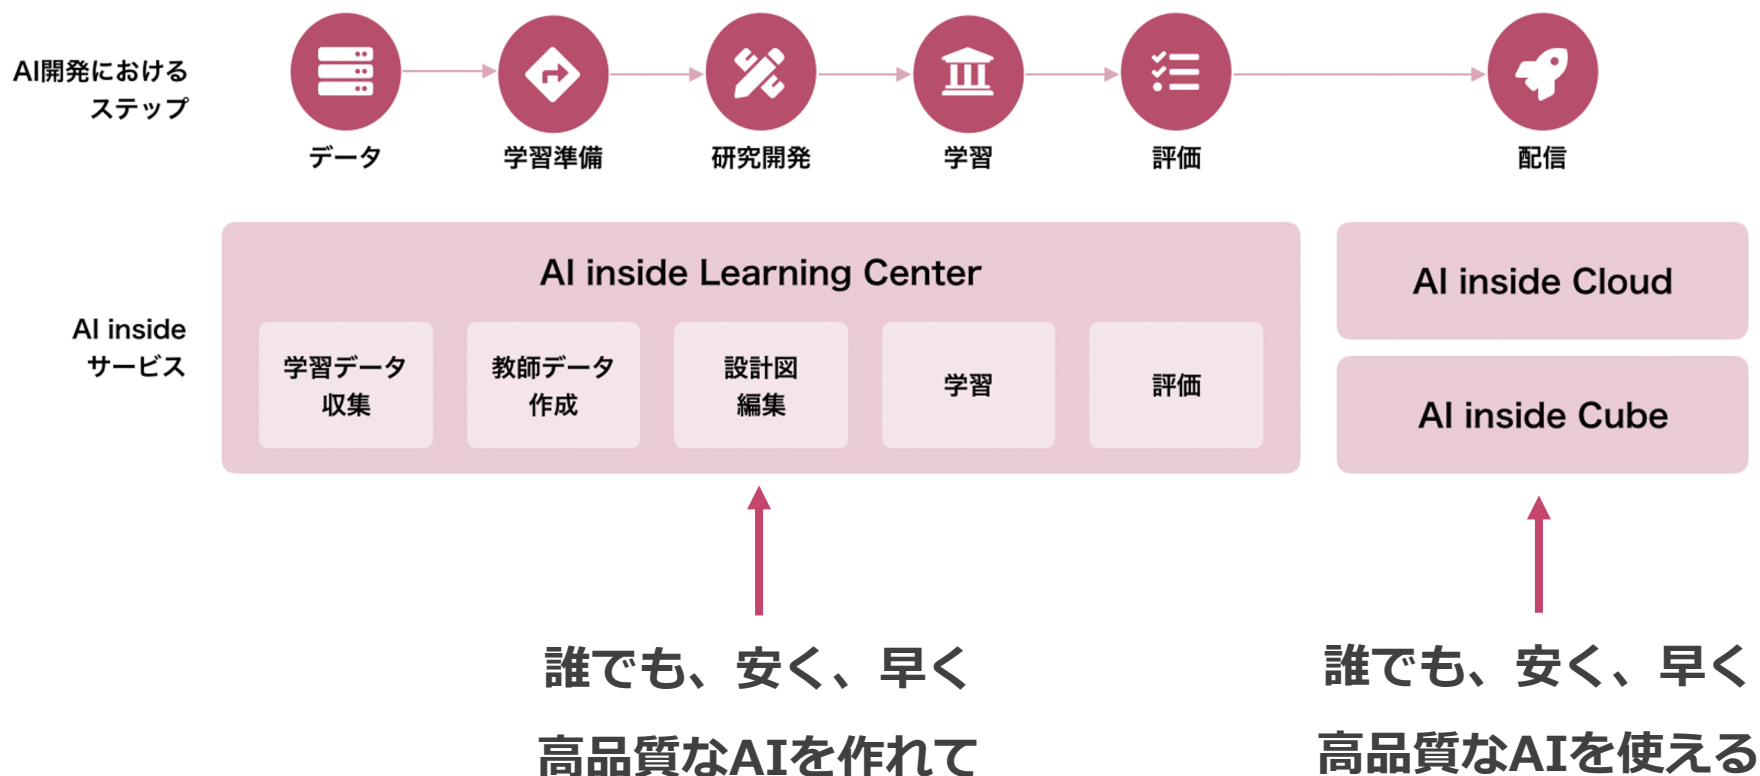 AI開発における
ステップ
データ
学習準備
研究開発
学習
評価
配信
AI inside
サービス
AI inside Learning Center
学習データ
収集
教師データ
作成
設計図
編集
学習
評価
AI inside Cloud
AI inside Cube
誰でも、安く、早く
高品質なAIを作れて
誰でも、安く、早く
高品質なAIを使える